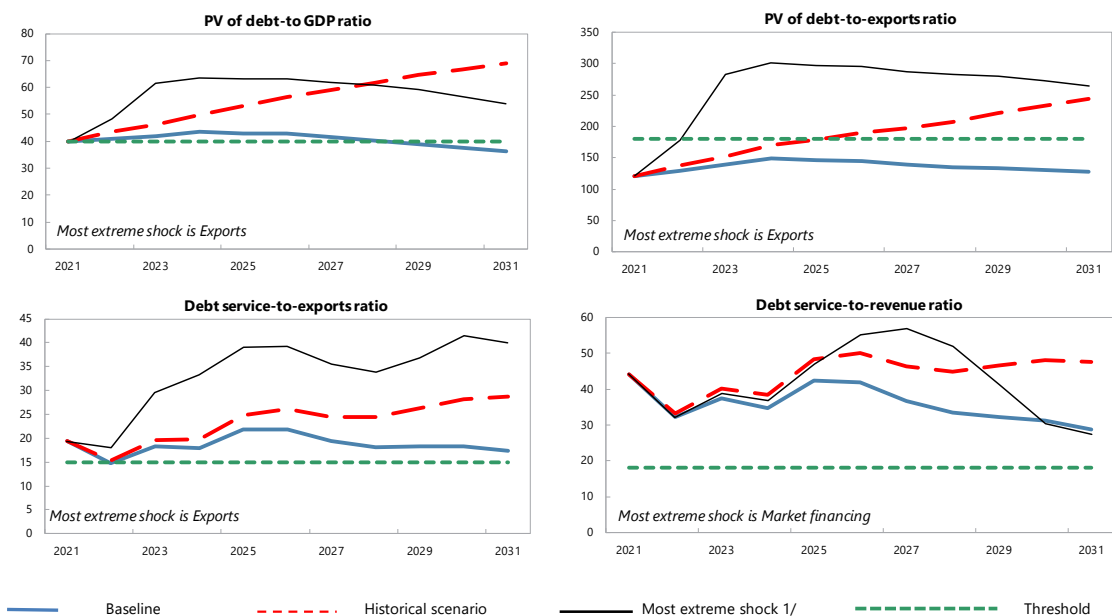 PV of debt-to GDP ratio
80
70
60
50
40
30
20
10
0
Most extreme shock is Exports
2021 2023 2025 2027 2029 2031
PV of debt-to-exports ratio
350
300
250
200
150
100
50
0
Most extreme shock is Exports
2021 2023 2025 2027 2029 2031
Debt service-to-exports ratio
45
40
35
30
25
20
15
10
5
0
Most extreme shock is Exports
2021 2023 2025 2027 2029 2031
Debt service-to-revenue ratio
60
50
40
30
20
10
0
Most extreme shock is Market financing
2021 2023 2025 2027 2029 2031
Baseline Historical scenario Most extreme shock 1/ Threshold